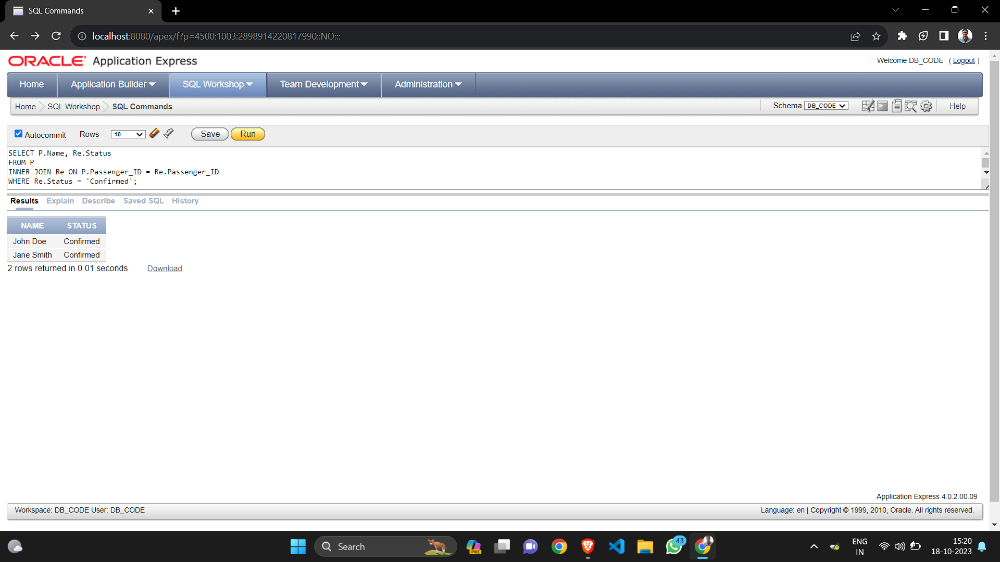 SQL Commands
localhost:8080/apex/f?p=4500:1003:2898914220817990::NO:::
ORACLE Application Express
Welcome DB_CODE ( Logout )
Home Application Builder SQL Workshop Team Development Administration
Home SQL Workshop SQL Commands
Schema DB_CODE Help
Autocommit Rows 10 Save Run
SELECT P.Name, Re.Status
FROM P
INNER JOIN Re ON P.Passenger_ID = Re.Passenger_ID
WHERE Re.Status = 'Confirmed';
Results Explain Describe Saved SQL History
NAME STATUS
John Doe Confirmed
Jane Smith Confirmed
2 rows returned in 0.01 seconds Download
Application Express 4.0.2.00.09
Workspace: DB_CODE User: DB_CODE
Language: en | Copyright © 1999, 2010, Oracle. All rights reserved.
Search
PRE
43
ENG
IN
15:20
18-10-2023